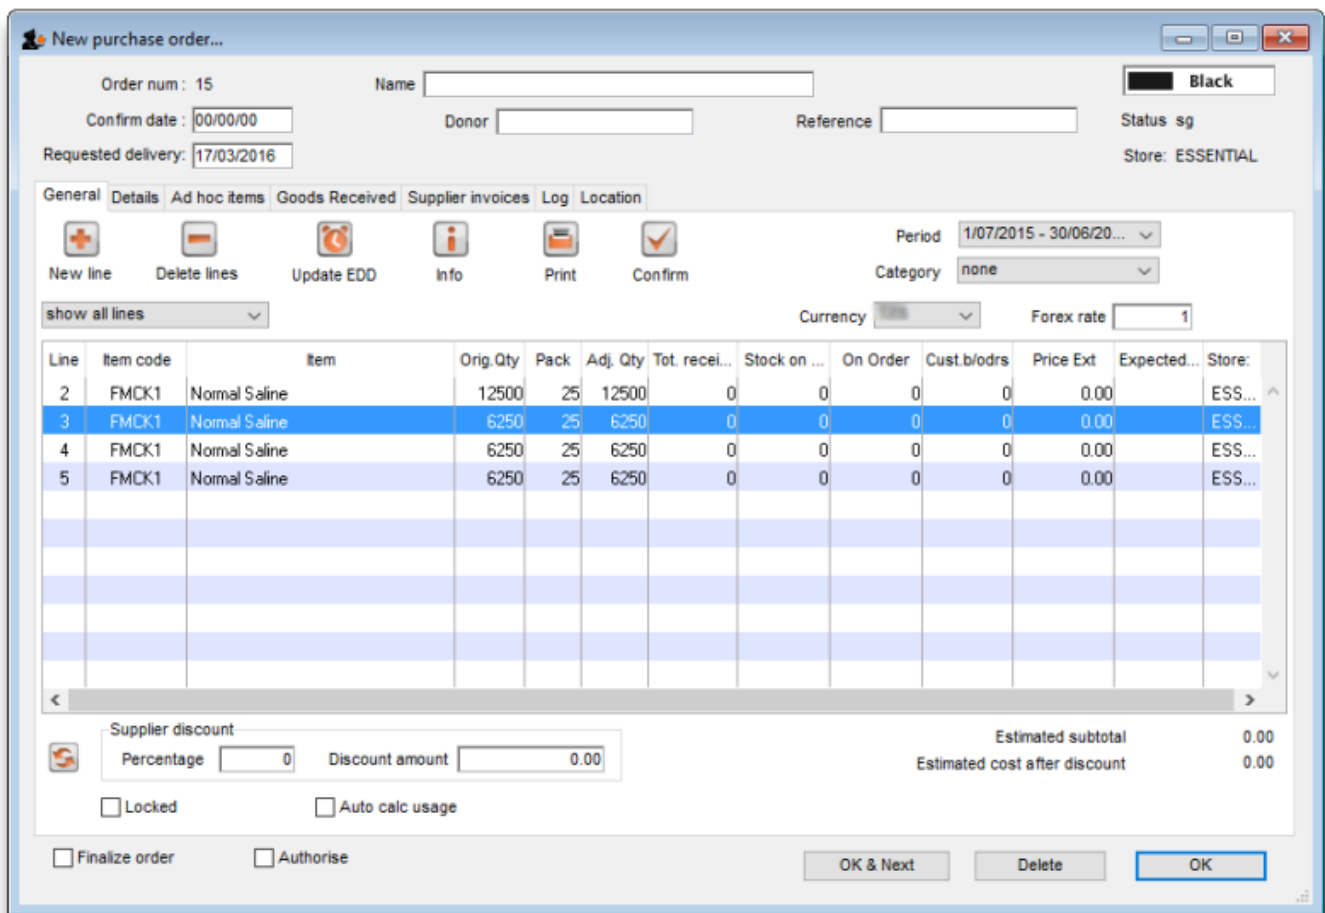 New purchase order...
Order num : 15
Name
Black
Confirm date : 00/00/00
Donor
Reference
Status sg
Requested delivery: 17/03/2016
Store: ESSENTIAL
General Details Ad hoc items Goods Received Supplier invoices Log Location
New line Delete lines Update EDD Info Print Confirm
Period 1/07/2015 - 30/06/20...
Category none
show all lines
Currency
Forex rate 1
Line Item code Item Orig.Qty Pack Adj. Qty Tot. recei... Stock on ... On Order Cust.b/odrs Price Ext Expected... Store:
2 FMCK1 Normal Saline 12500 25 12500 0 0 0 0 0.00 ESS...
3 FMCK1 Normal Saline 6250 25 6250 0 0 0 0 0.00 ESS...
4 FMCK1 Normal Saline 6250 25 6250 0 0 0 0 0.00 ESS...
5 FMCK1 Normal Saline 6250 25 6250 0 0 0 0 0.00 ESS...
Supplier discount
Percentage 0 Discount amount 0.00
Estimated subtotal 0.00
Estimated cost after discount 0.00
Locked Auto calc usage
Finalize order Authorise
OK & Next Delete OK